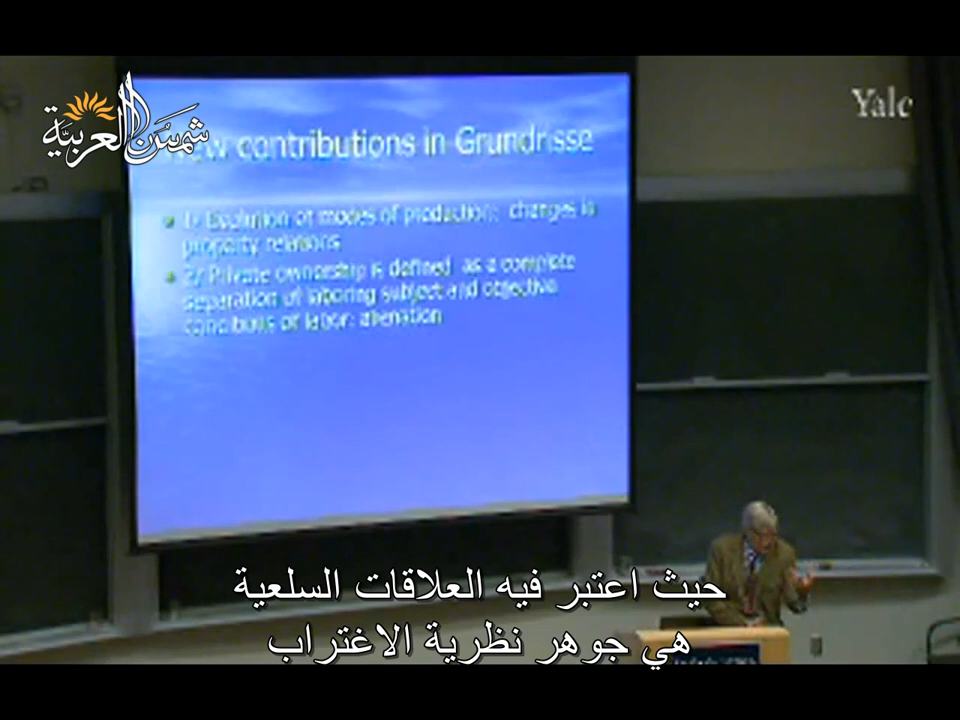 شمس العربية
Yale
New contributions in Grundrisse
1/ Evolution of modes of production: changes in
property relations
2/ Private ownership is defined as a complete
separation of laboring subject and objective
conditions of labor: alienation
حيث اعتبر فيه العلاقات السلعية
هي جوهر نظرية الاغتراب